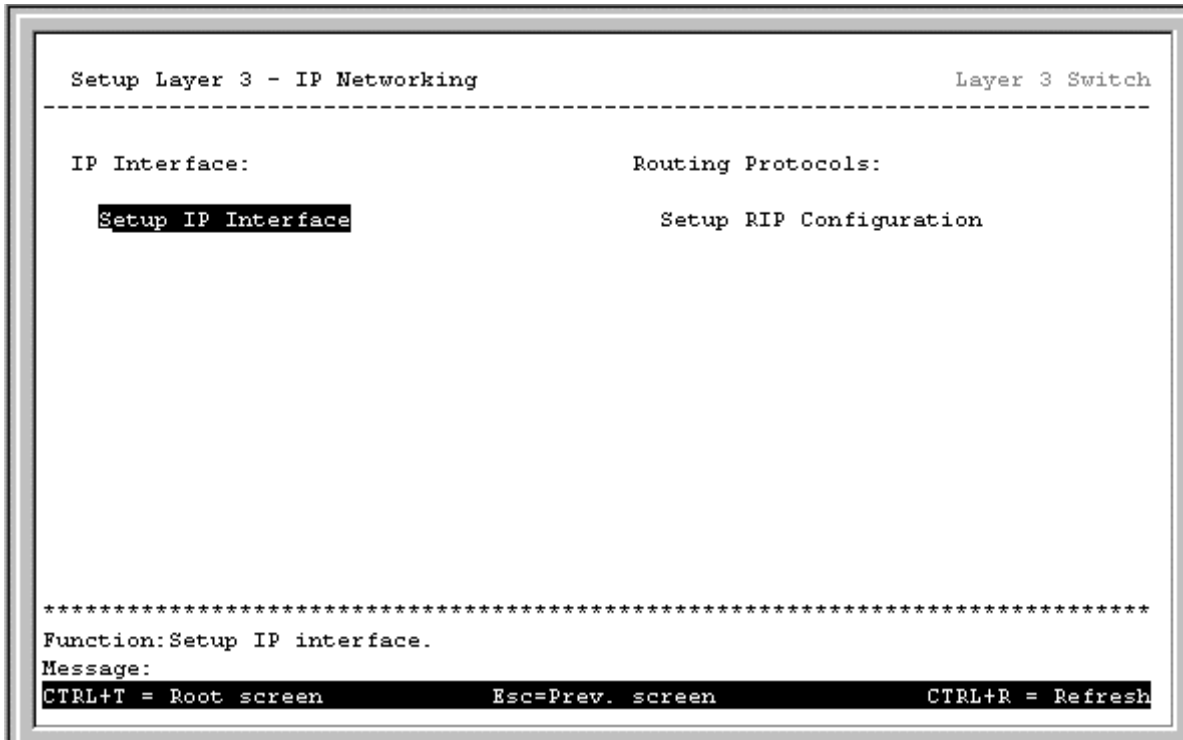 Setup Layer 3 - IP Networking Layer 3 Switch
--------------------------------------------------------------------------------
IP Interface: Routing Protocols:
Setup IP Interface Setup RIP Configuration
*******************************************************************************
Function:Setup IP interface.
Message:
CTRL+T = Root screen Esc=Prev. screen CTRL+R = Refresh